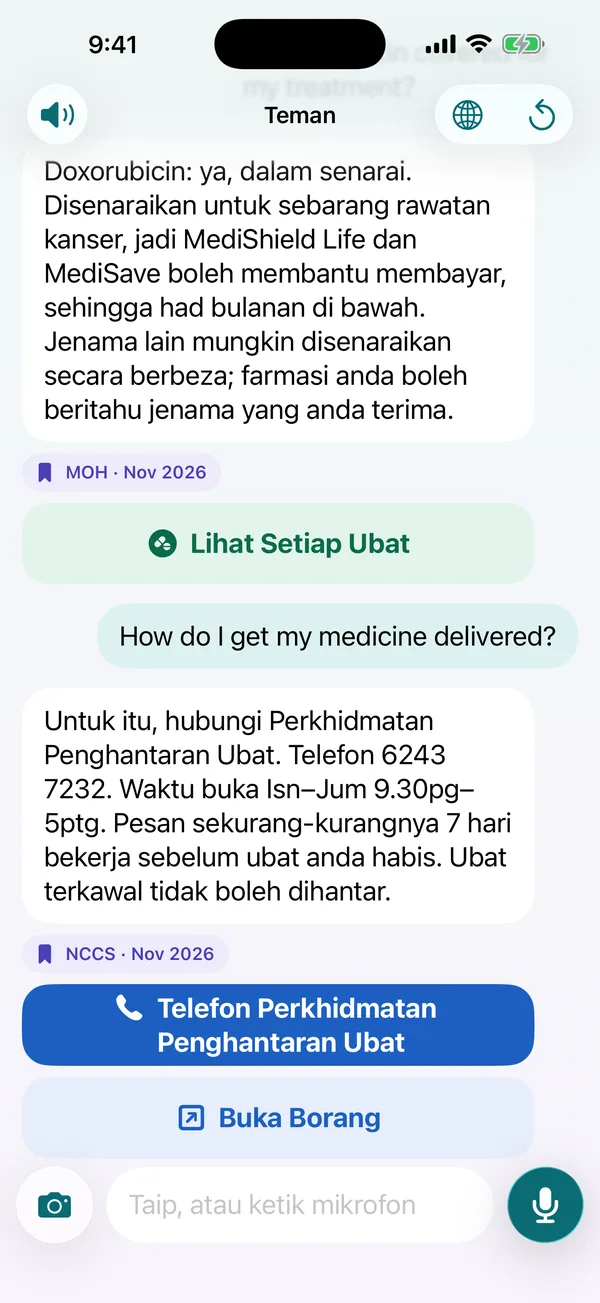 9:41
my treatment?
Teman
Doxorubicin: ya, dalam senarai.
Disenaraikan untuk sebarang rawatan
kanser, jadi MediShield Life dan
MediSave boleh membantu membayar,
sehingga had bulanan di bawah.
Jenama lain mungkin disenaraikan
secara berbeza; farmasi anda boleh
beritahu jenama yang anda terima.
MOH · Nov 2026
Lihat Setiap Ubat
How do I get my medicine delivered?
Untuk itu, hubungi Perkhidmatan
Penghantaran Ubat. Telefon 6243
7232. Waktu buka Isn–Jum 9.30pg–
5ptg. Pesan sekurang-kurangnya 7 hari
bekerja sebelum ubat anda habis. Ubat
terkawal tidak boleh dihantar.
NCCS · Nov 2026
Telefon Perkhidmatan
Penghantaran Ubat
Buka Borang
Taip, atau ketik mikrofon